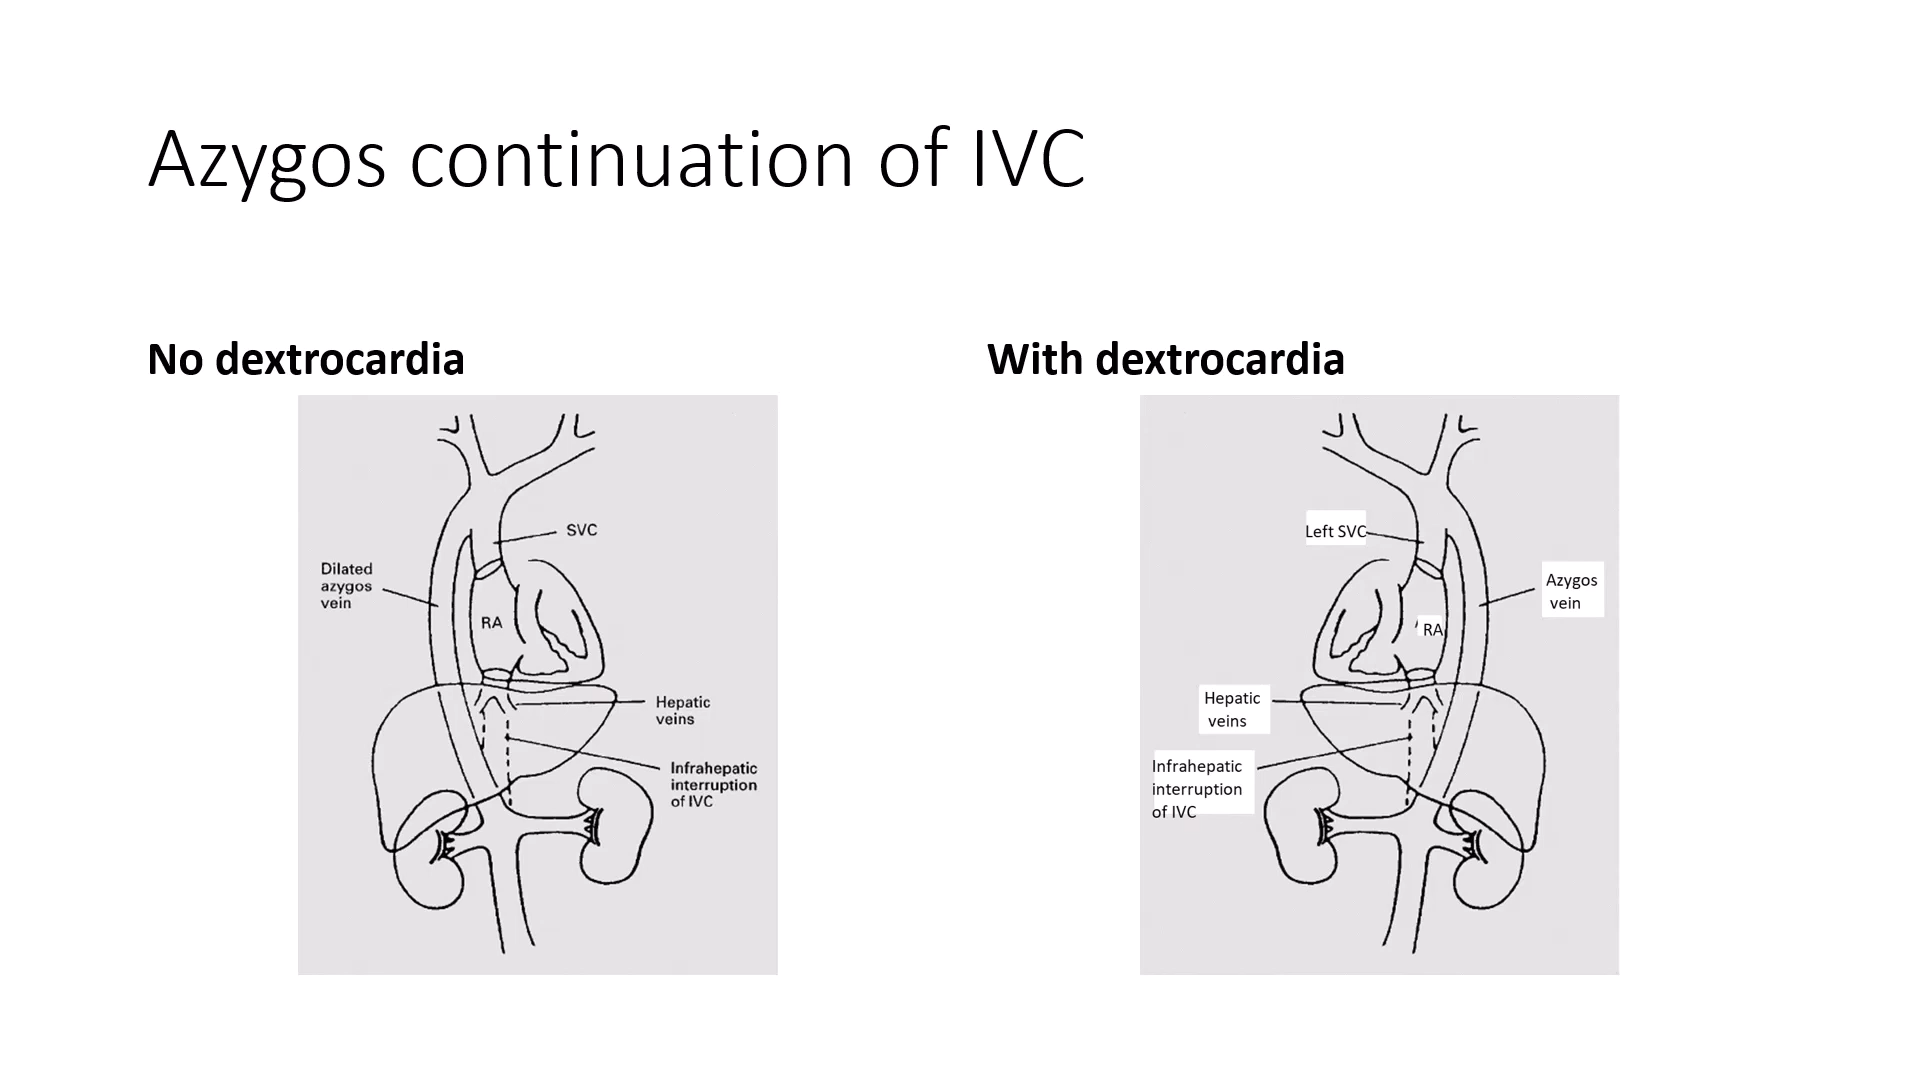 Azygos continuation of IVC
No dextrocardia
SVC
Dilated
azygos
vein
RA
Hepatic
veins
Infrahepatic
interruption
of IVC
With dextrocardia
Left SVC
Azygos
vein
RA
Hepatic
veins
Infrahepatic
interruption
of IVC